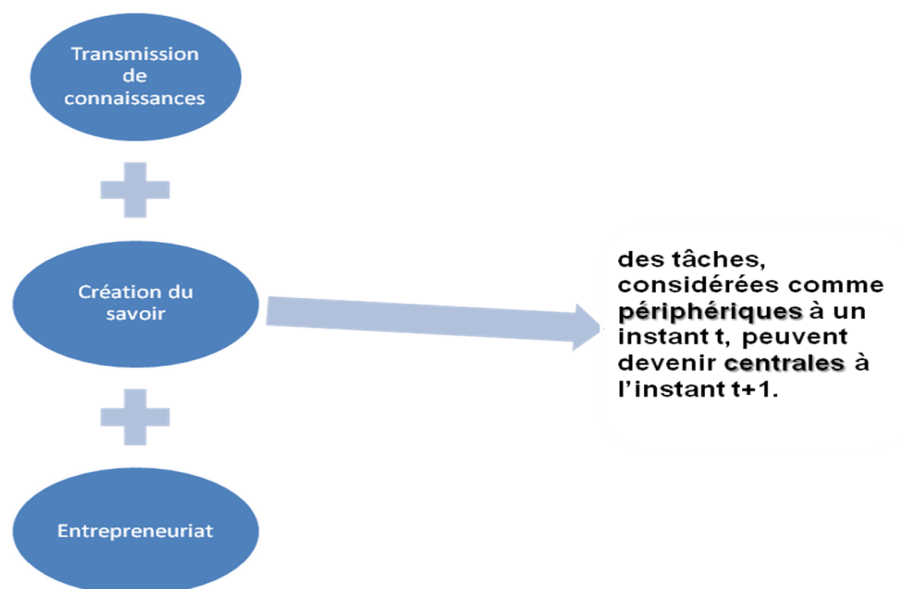 Transmission
de
connaissances
Création du
savoir
Entrepreneuriat
des tâches,
considérées comme
périphériques à un
instant t, peuvent
devenir centrales à
l'instant t+1.